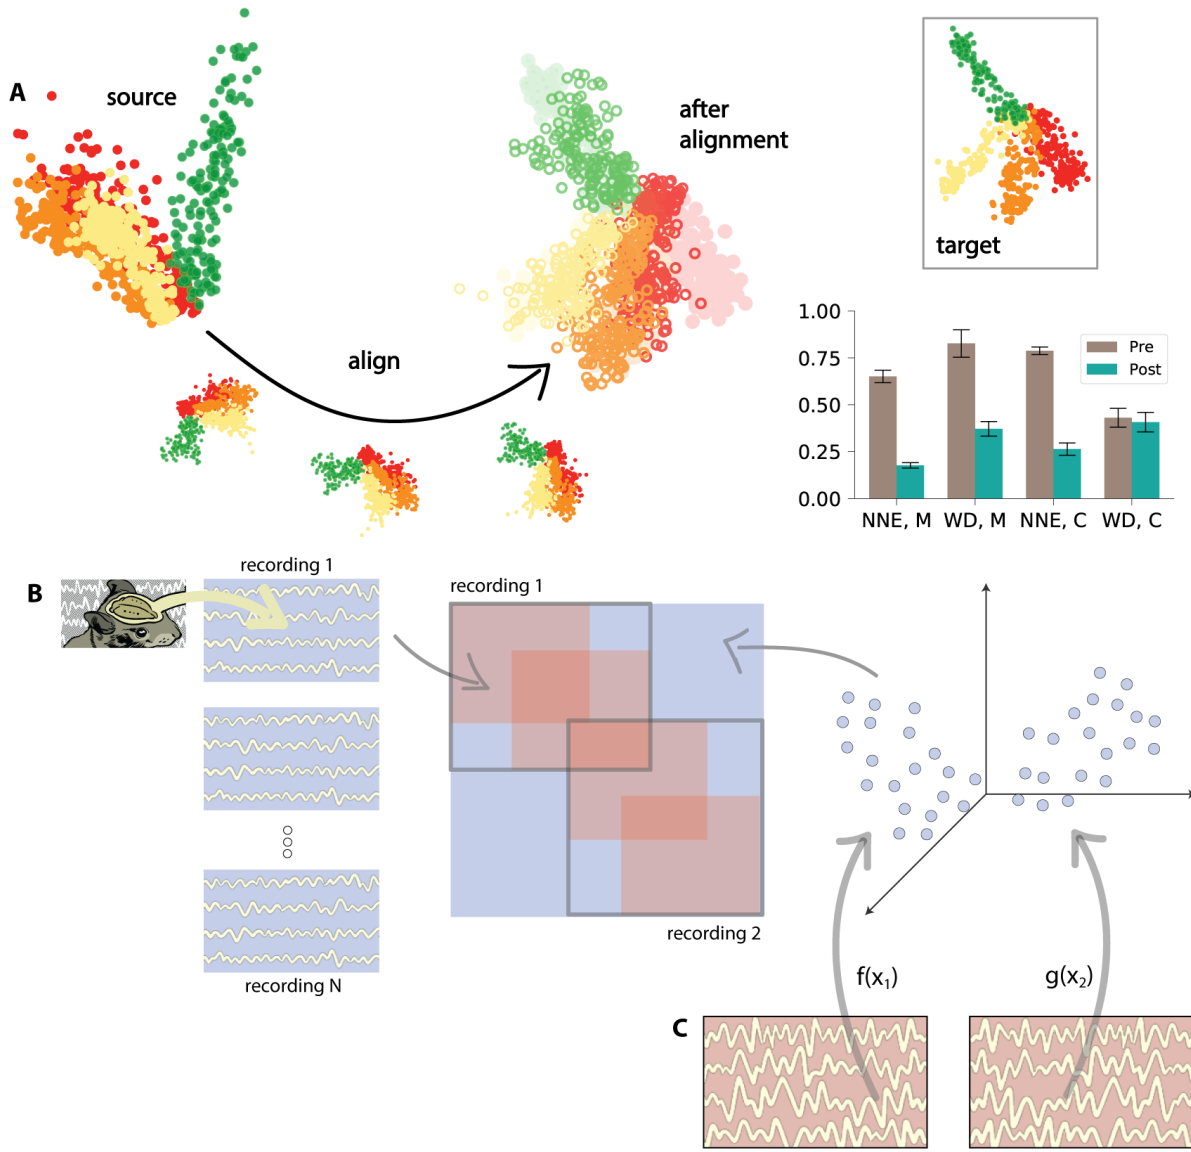 A
source
after
alignment
target
align
1.00
0.75
0.50
0.25
0.00
Pre
Post
NNE, M
WD, M
NNE, C
WD, C
B
recording 1
recording 1
recording 2
recording N
f(x₁)
g(x₂)
C